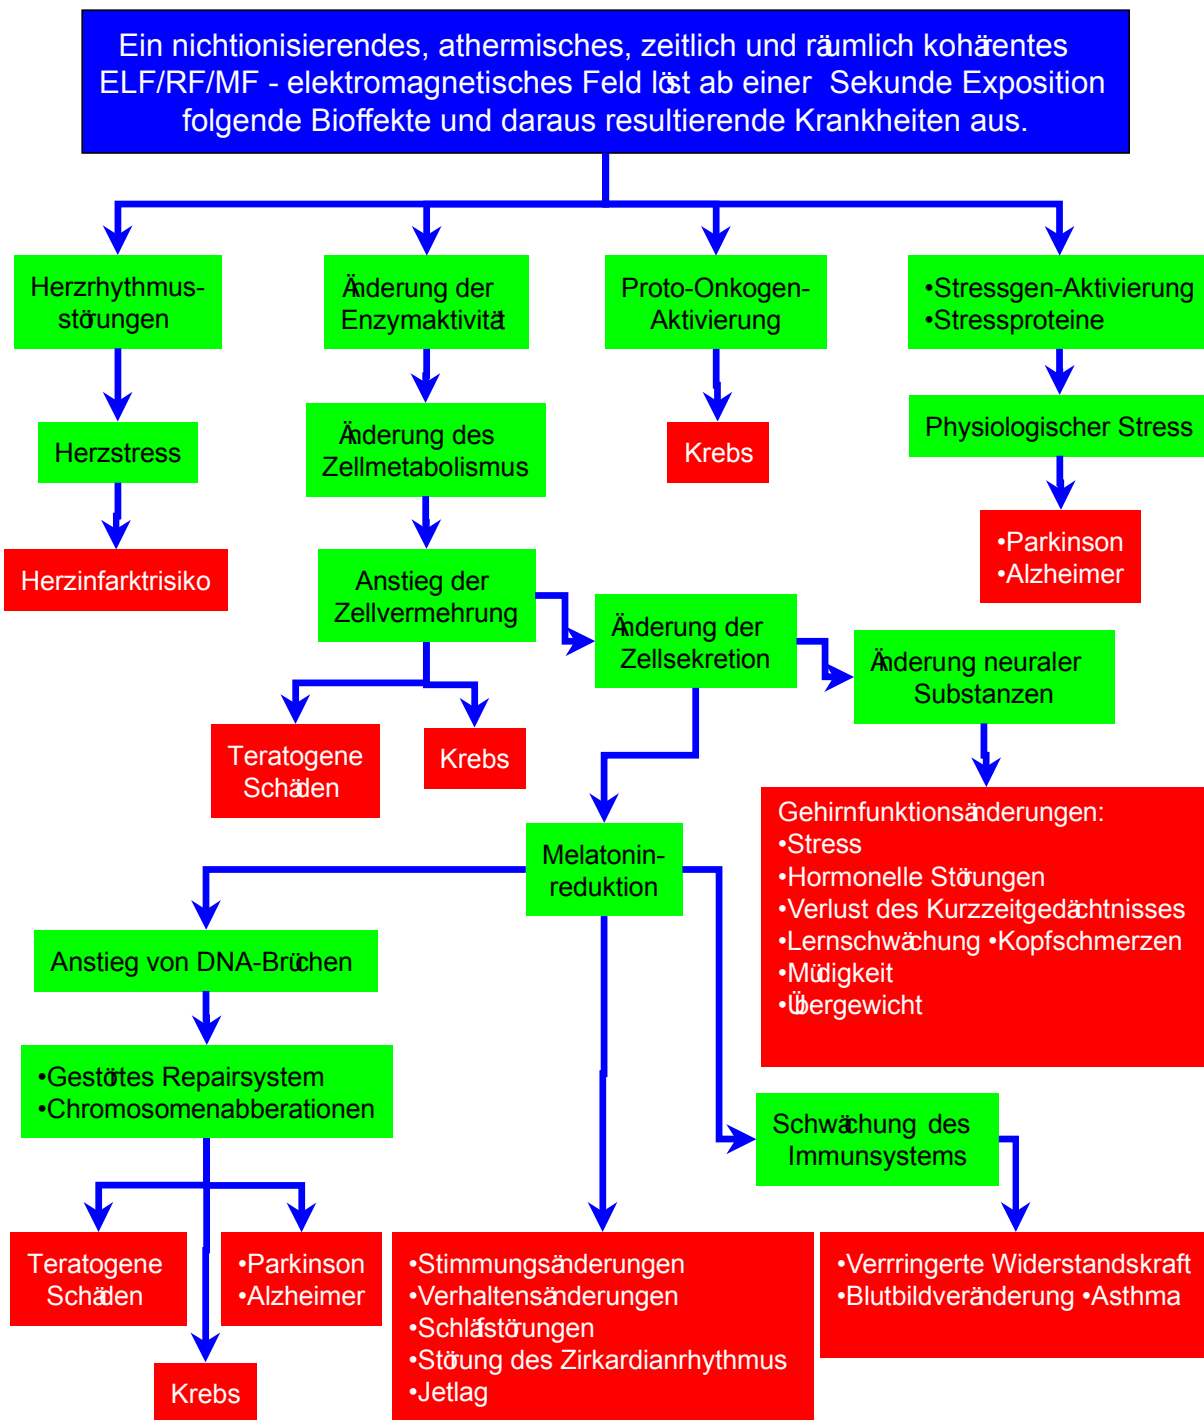 Ein nichtionisierendes, athermisches, zeitlich und räumlich kohärentes
ELF/RF/MF - elektromagnetisches Feld löst ab einer Sekunde Exposition
folgende Bioffekte und daraus resultierende Krankheiten aus.
Herzrhythmus-
störungen
Änderung der
Enzymaktivität
Proto-Onkogen-
Aktivierung
•Stressgen-Aktivierung
•Stressproteine
Herzstress
Änderung des
Zellmetabolismus
Krebs
Physiologischer Stress
Herzinfarktrisiko
Anstieg der
Zellvermehrung
•Parkinson
•Alzheimer
Änderung der
Zellsekretion
Änderung neuraler
Substanzen
Teratogene
Schäden
Krebs
Gehirnfunktionsänderungen:
•Stress
•Hormonelle Störungen
•Verlust des Kurzzeitgedächtnisses
•Lernschwächung •Kopfschmerzen
•Müdigkeit
•Übergewicht
Melatonin-
reduktion
Anstieg von DNA-Brüchen
•Gestörtes Repairsystem
•Chromosomenabberationen
Schwächung des
Immunsystems
Teratogene
Schäden
•Parkinson
•Alzheimer
Krebs
•Stimmungsänderungen
•Verhaltensänderungen
•Schlafstörungen
•Störung des Zirkardianrhythmus
•Jetlag
•Verrringerte Widerstandskraft
•Blutbildveränderung •Asthma